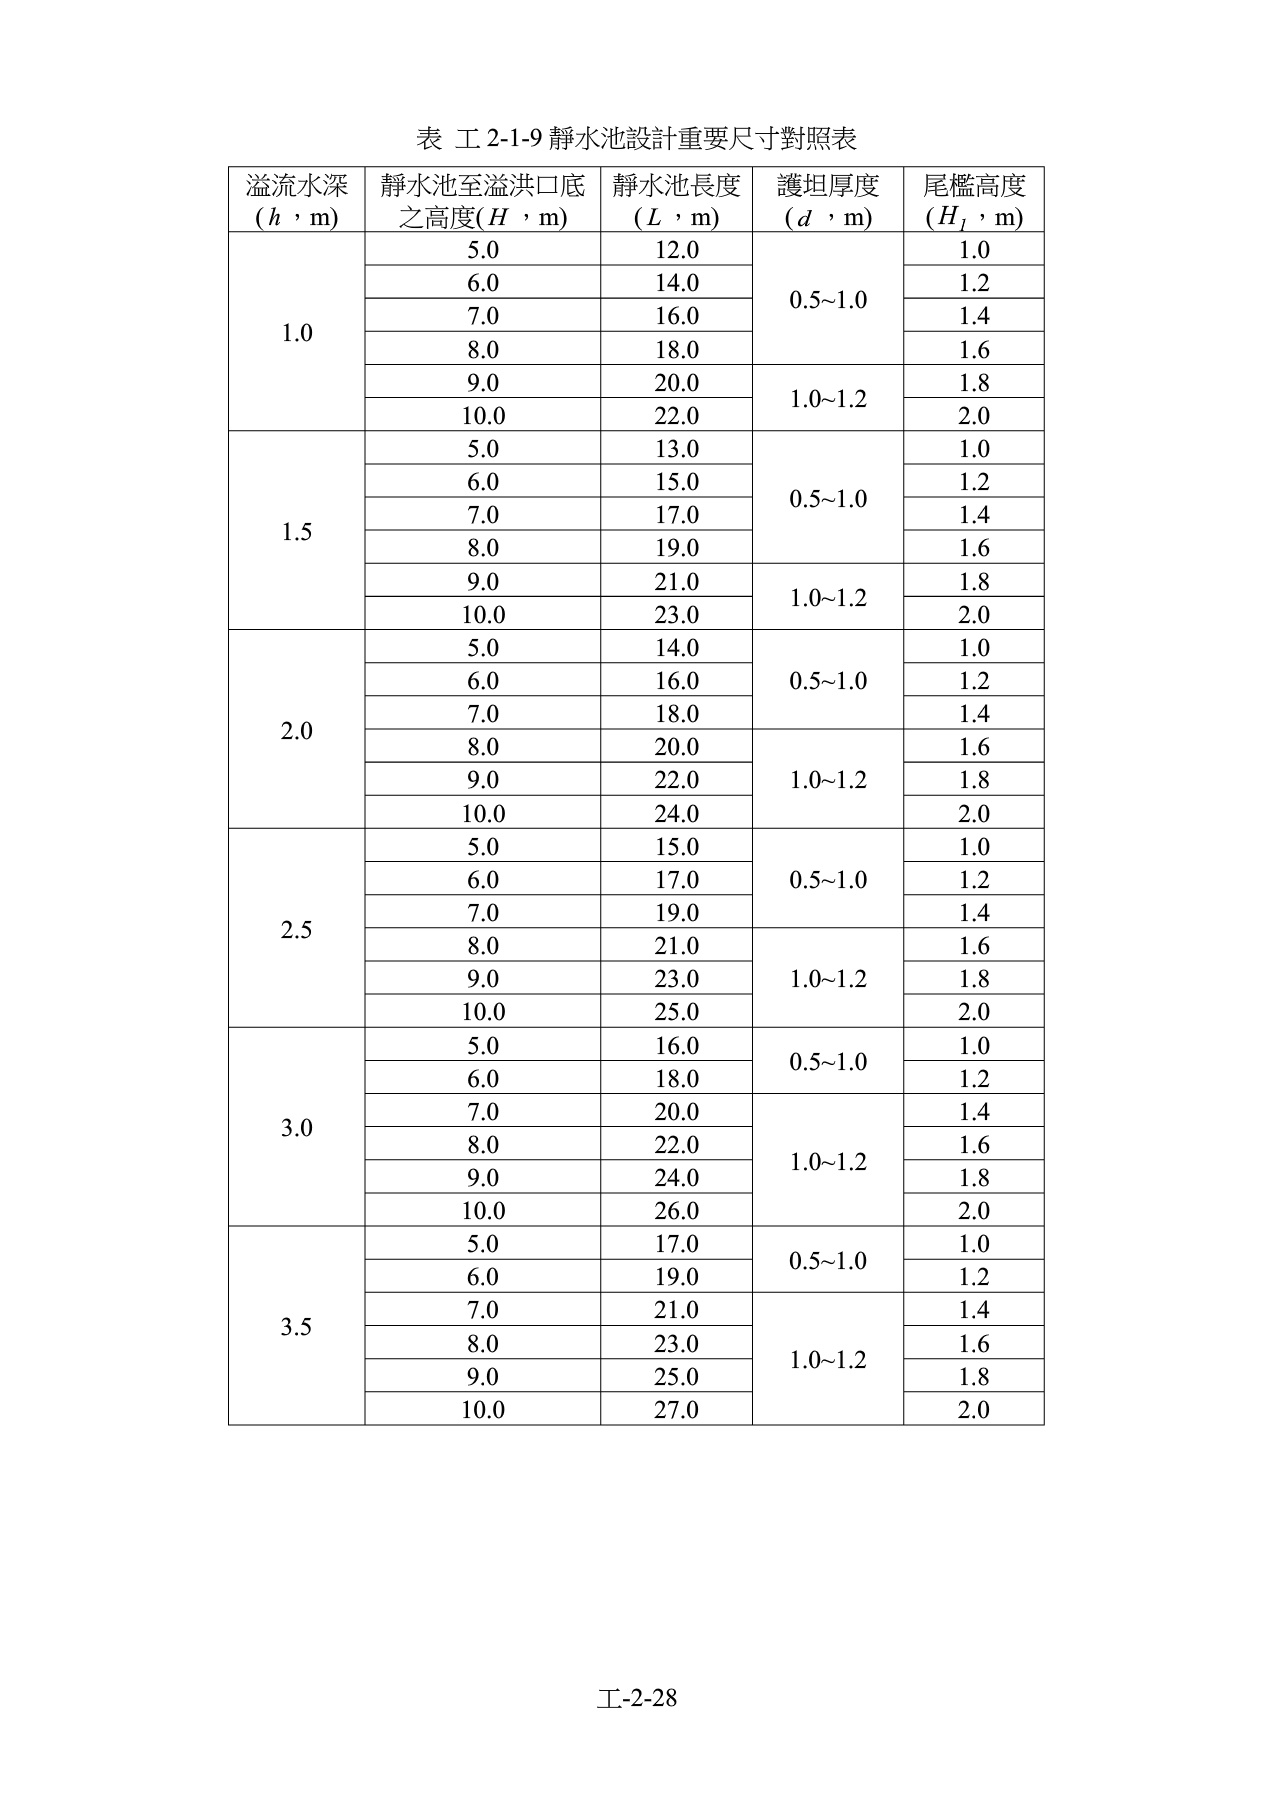 表 工 2-1-9 靜水池設計重要尺寸對照表
溢流水深 靜水池至溢洪口底 靜水池長度 護坦厚度 尾檻高度
(h，m) 之高度(H，m) (L，m) (d，m) (H1，m)
5.0 12.0 1.0
6.0 14.0 1.2
0.5~1.0
7.0 16.0 1.4
1.0
8.0 18.0 1.6
9.0 20.0 1.8
1.0~1.2
10.0 22.0 2.0
5.0 13.0 1.0
6.0 15.0 1.2
0.5~1.0
7.0 17.0 1.4
1.5
8.0 19.0 1.6
9.0 21.0 1.8
1.0~1.2
10.0 23.0 2.0
5.0 14.0 1.0
6.0 16.0 0.5~1.0 1.2
7.0 18.0 1.4
2.0
8.0 20.0 1.6
9.0 22.0 1.0~1.2 1.8
10.0 24.0 2.0
5.0 15.0 1.0
6.0 17.0 0.5~1.0 1.2
7.0 19.0 1.4
2.5
8.0 21.0 1.6
9.0 23.0 1.0~1.2 1.8
10.0 25.0 2.0
5.0 16.0 1.0
0.5~1.0
6.0 18.0 1.2
7.0 20.0 1.4
3.0
8.0 22.0 1.6
1.0~1.2
9.0 24.0 1.8
10.0 26.0 2.0
5.0 17.0 1.0
0.5~1.0
6.0 19.0 1.2
7.0 21.0 1.4
3.5
8.0 23.0 1.6
1.0~1.2
9.0 25.0 1.8
10.0 27.0 2.0
工-2-28